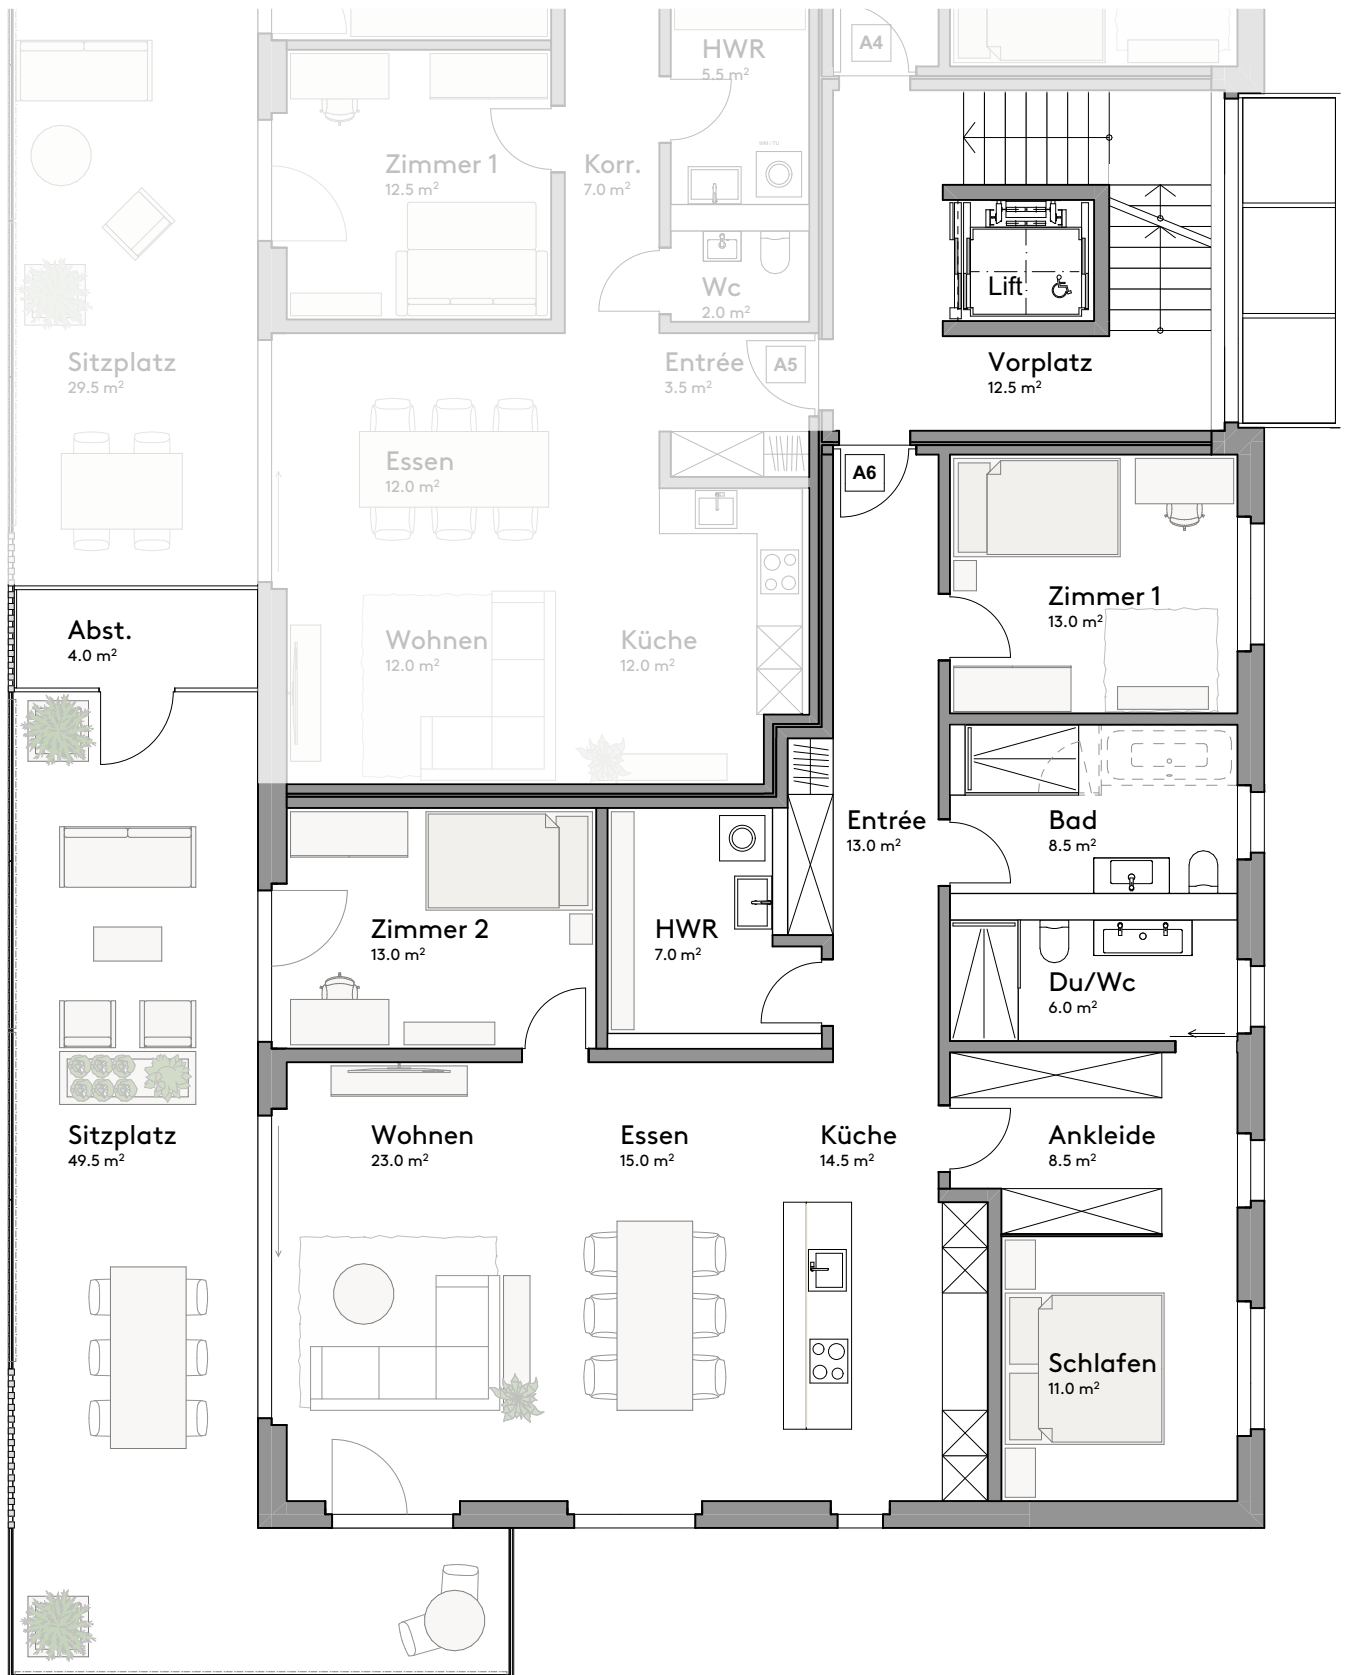 HWR
5.5 m²
A4
WM / TU
Zimmer 1
12.5 m²
Korr.
7.0 m²
Wc
2.0 m²
Lift
Sitzplatz
29.5 m²
Entrée
3.5 m²
A5
Vorplatz
12.5 m²
Essen
12.0 m²
A6
Zimmer 1
13.0 m²
Abst.
4.0 m²
Wohnen
12.0 m²
Küche
12.0 m²
Entrée
13.0 m²
Bad
8.5 m²
Zimmer 2
13.0 m²
HWR
7.0 m²
Du/Wc
6.0 m²
Sitzplatz
49.5 m²
Wohnen
23.0 m²
Essen
15.0 m²
Küche
14.5 m²
Ankleide
8.5 m²
Schlafen
11.0 m²